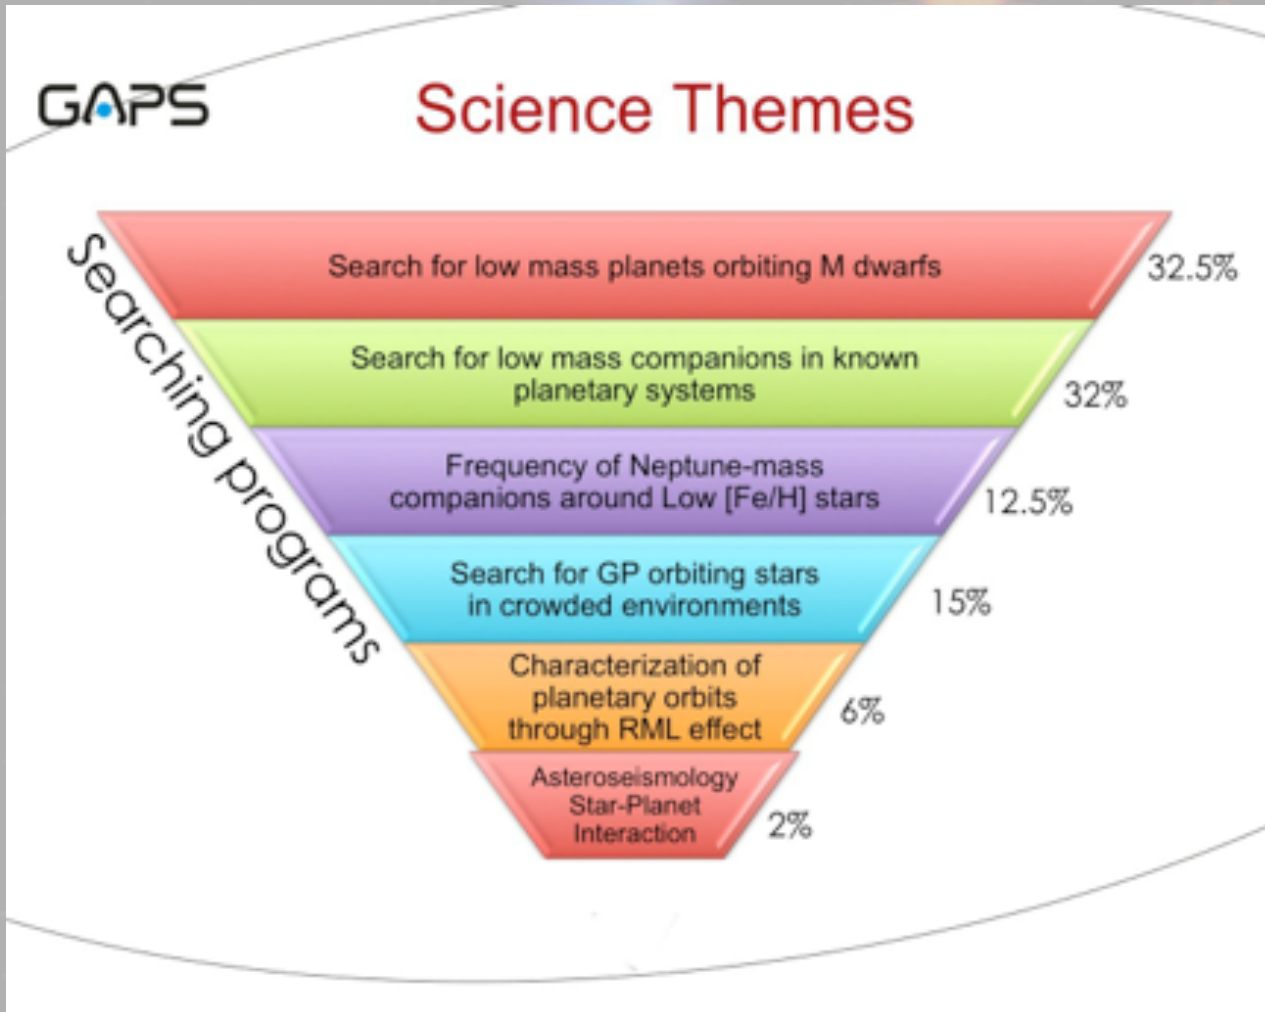 GAPS
Science Themes
Searching programs
Search for low mass planets orbiting M dwarfs
32.5%
Search for low mass companions in known
planetary systems
32%
Frequency of Neptune-mass
companions around Low [Fe/H] stars
12.5%
Search for GP orbiting stars
in crowded environments
15%
Characterization of
planetary orbits
through RML effect
6%
Asteroseismology
Star-Planet
Interaction
2%